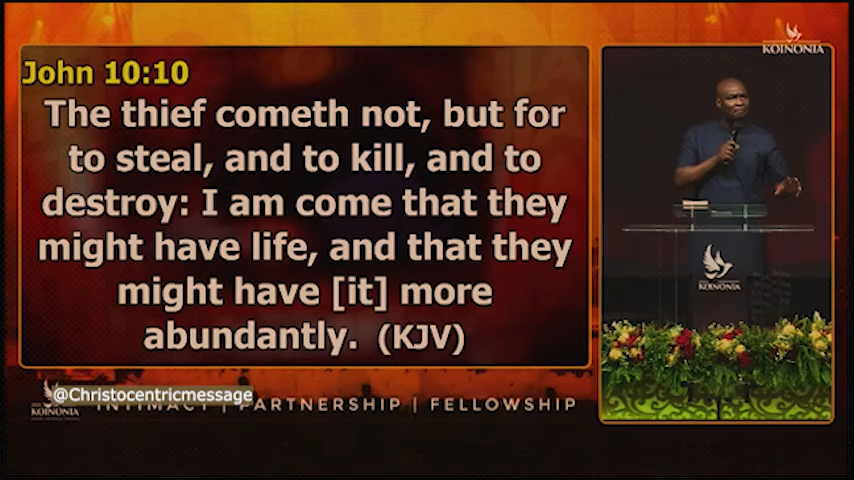 KOINONIA
John 10:10
The thief cometh not, but for
to steal, and to kill, and to
destroy: I am come that they
might have life, and that they
might have [it] more
abundantly. (KJV)
KOINONIA
@Christocentricmessage
KOINONIA
INTIMACY | PARTNERSHIP | FELLOWSHIP